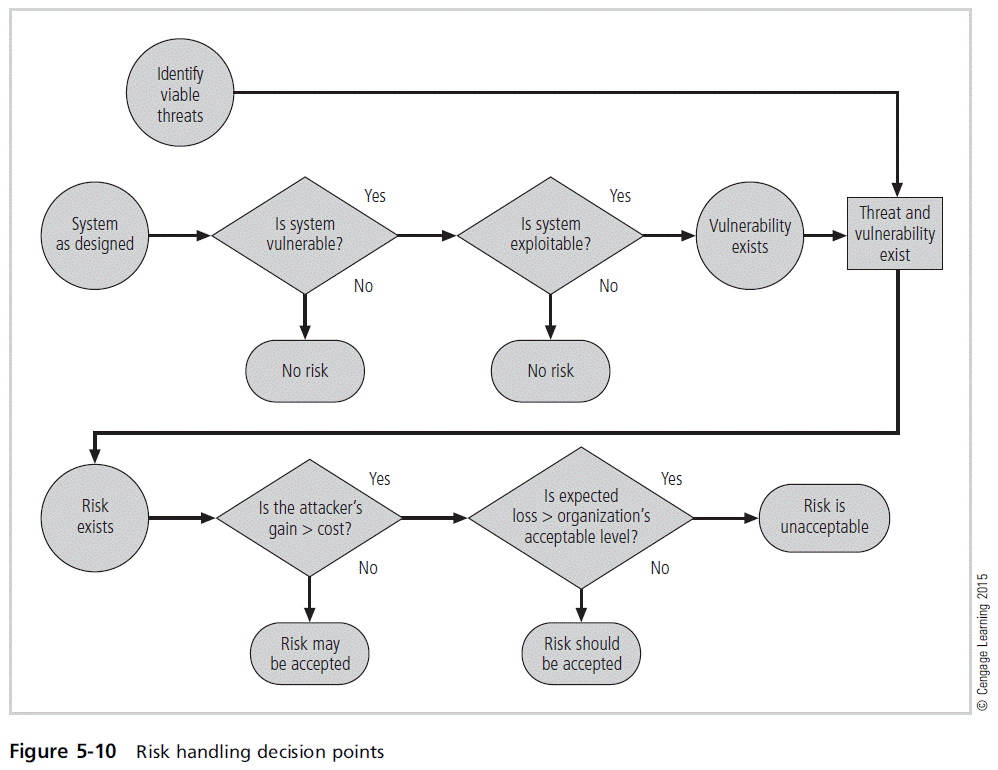 Identify
viable
threats
System
as designed
Is system
vulnerable?
Yes
No
No risk
Is system
exploitable?
Yes
No
No risk
Vulnerability
exists
Threat and
vulnerability
exist
Risk
exists
Is the attacker's
gain > cost?
Yes
No
Risk may
be accepted
Is expected
loss > organization's
acceptable level?
Yes
No
Risk should
be accepted
Risk is
unacceptable
© Cengage Learning 2015
Figure 5-10 Risk handling decision points